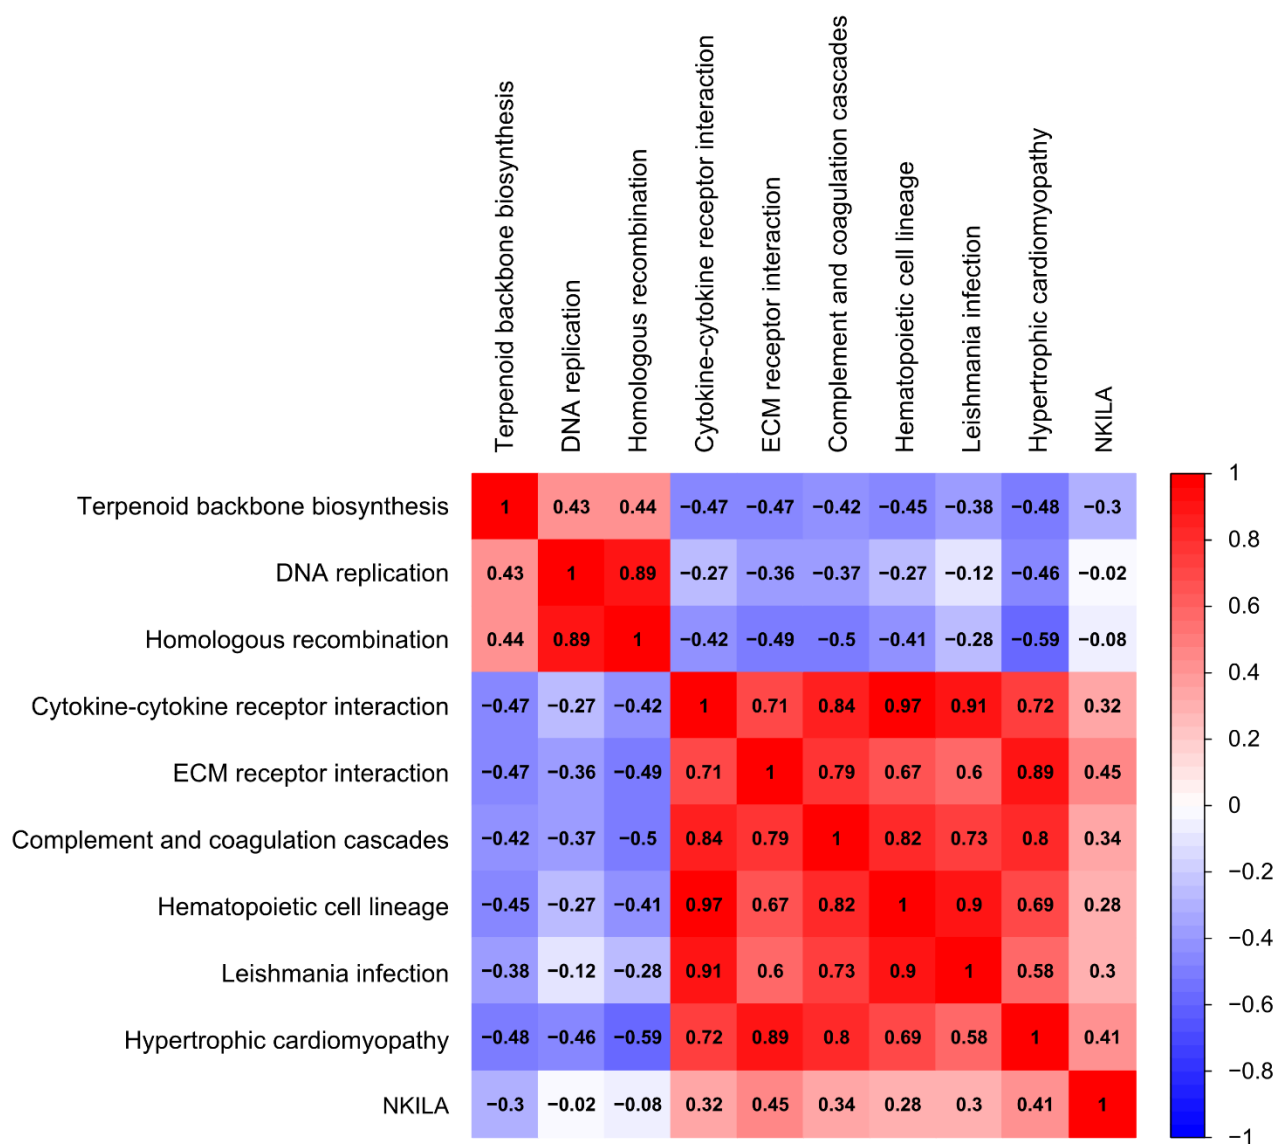 Terpenoid backbone biosynthesis
DNA replication
Homologous recombination
Cytokine-cytokine receptor interaction
ECM receptor interaction
Complement and coagulation cascades
Hematopoietic cell lineage
Leishmania infection
Hypertrophic cardiomyopathy
NKILA
Terpenoid backbone biosynthesis 1 0.43 0.44 −0.47 −0.47 −0.42 −0.45 −0.38 −0.48 −0.3
DNA replication 0.43 1 0.89 −0.27 −0.36 −0.37 −0.27 −0.12 −0.46 −0.02
Homologous recombination 0.44 0.89 1 −0.42 −0.49 −0.5 −0.41 −0.28 −0.59 −0.08
Cytokine-cytokine receptor interaction −0.47 −0.27 −0.42 1 0.71 0.84 0.97 0.91 0.72 0.32
ECM receptor interaction −0.47 −0.36 −0.49 0.71 1 0.79 0.67 0.6 0.89 0.45
Complement and coagulation cascades −0.42 −0.37 −0.5 0.84 0.79 1 0.82 0.73 0.8 0.34
Hematopoietic cell lineage −0.45 −0.27 −0.41 0.97 0.67 0.82 1 0.9 0.69 0.28
Leishmania infection −0.38 −0.12 −0.28 0.91 0.6 0.73 0.9 1 0.58 0.3
Hypertrophic cardiomyopathy −0.48 −0.46 −0.59 0.72 0.89 0.8 0.69 0.58 1 0.41
NKILA −0.3 −0.02 −0.08 0.32 0.45 0.34 0.28 0.3 0.41 1
1
0.8
0.6
0.4
0.2
0
−0.2
−0.4
−0.6
−0.8
−1